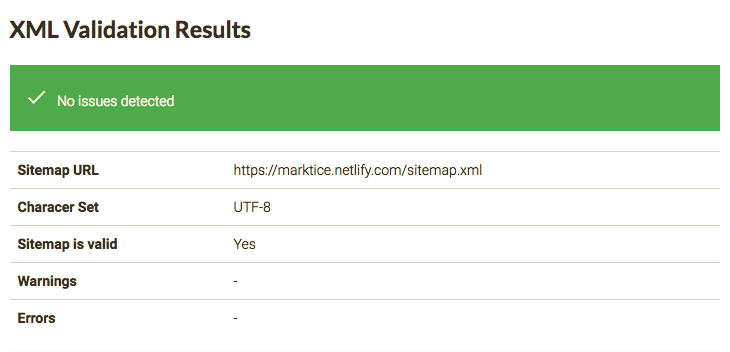 XML Validation Results
No issues detected
Sitemap URL https://marktice.netlify.com/sitemap.xml
Characer Set UTF-8
Sitemap is valid Yes
Warnings -
Errors -